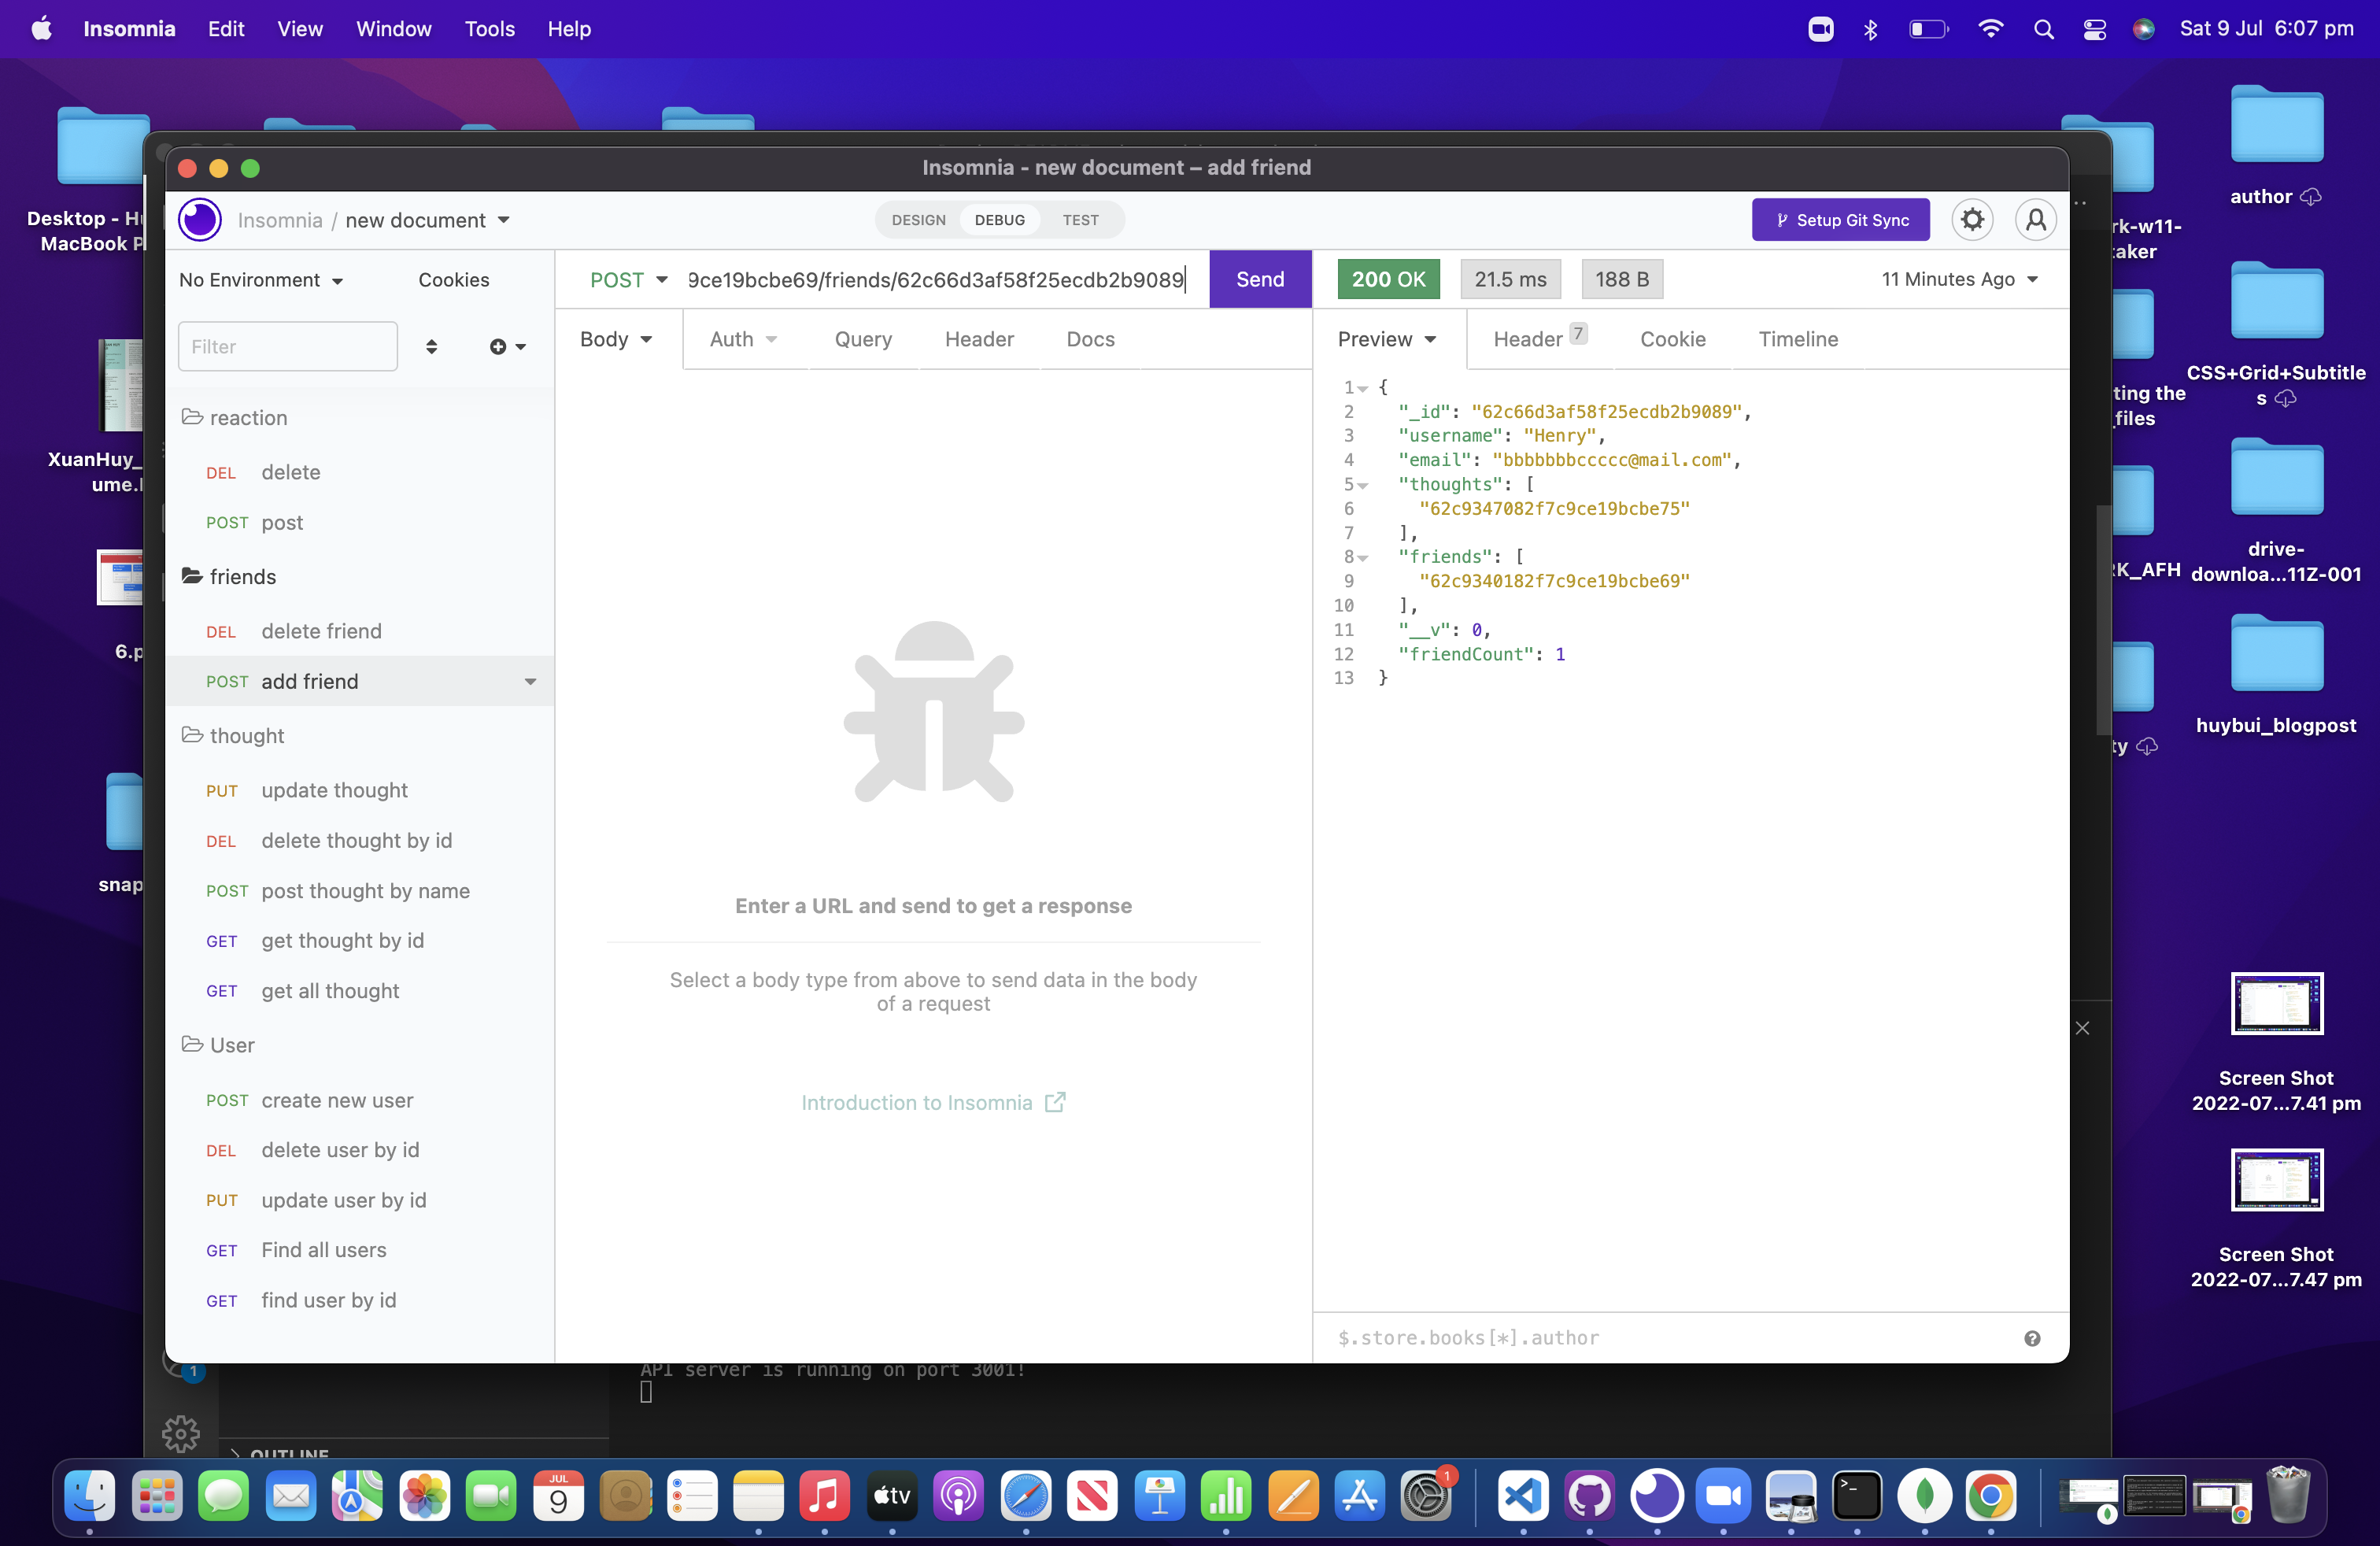 Insomnia Edit View Window Tools Help
Sat 9 Jul 6:07 pm
Insomnia - new document – add friend
Insomnia / new document
DESIGN DEBUG TEST
Setup Git Sync
No Environment
Cookies
POST
9ce19bcbe69/friends/62c66d3af58f25ecdb2b9089
Send
200 OK
21.5 ms
188 B
11 Minutes Ago
Filter
Body
Auth
Query
Header
Docs
Preview
Header 7
Cookie
Timeline
reaction
DEL delete
POST post
friends
DEL delete friend
POST add friend
thought
PUT update thought
DEL delete thought by id
POST post thought by name
GET get thought by id
GET get all thought
User
POST create new user
DEL delete user by id
PUT update user by id
GET Find all users
GET find user by id
Enter a URL and send to get a response
Select a body type from above to send data in the body
of a request
Introduction to Insomnia
1 {
2 "_id": "62c66d3af58f25ecdb2b9089",
3 "username": "Henry",
4 "email": "bbbbbbbccccc@mail.com",
5 "thoughts": [
6 "62c9347082f7c9ce19bcbe75"
7 ],
8 "friends": [
9 "62c9340182f7c9ce19bcbe69"
10 ],
11 "__v": 0,
12 "friendCount": 1
13 }
$.store.books[*].author
API server is running on port 3001!
OUTLINE
1
Desktop - H
MacBook P
XuanHuy_
ume.
6.p
snap
rk-w11-
taker
ting the
files
K_AFH
ty
author
CSS+Grid+Subtitle
s
drive-
downloa...11Z-001
huybui_blogpost
Screen Shot
2022-07...7.41 pm
Screen Shot
2022-07...7.47 pm
JUL
9
tv
1